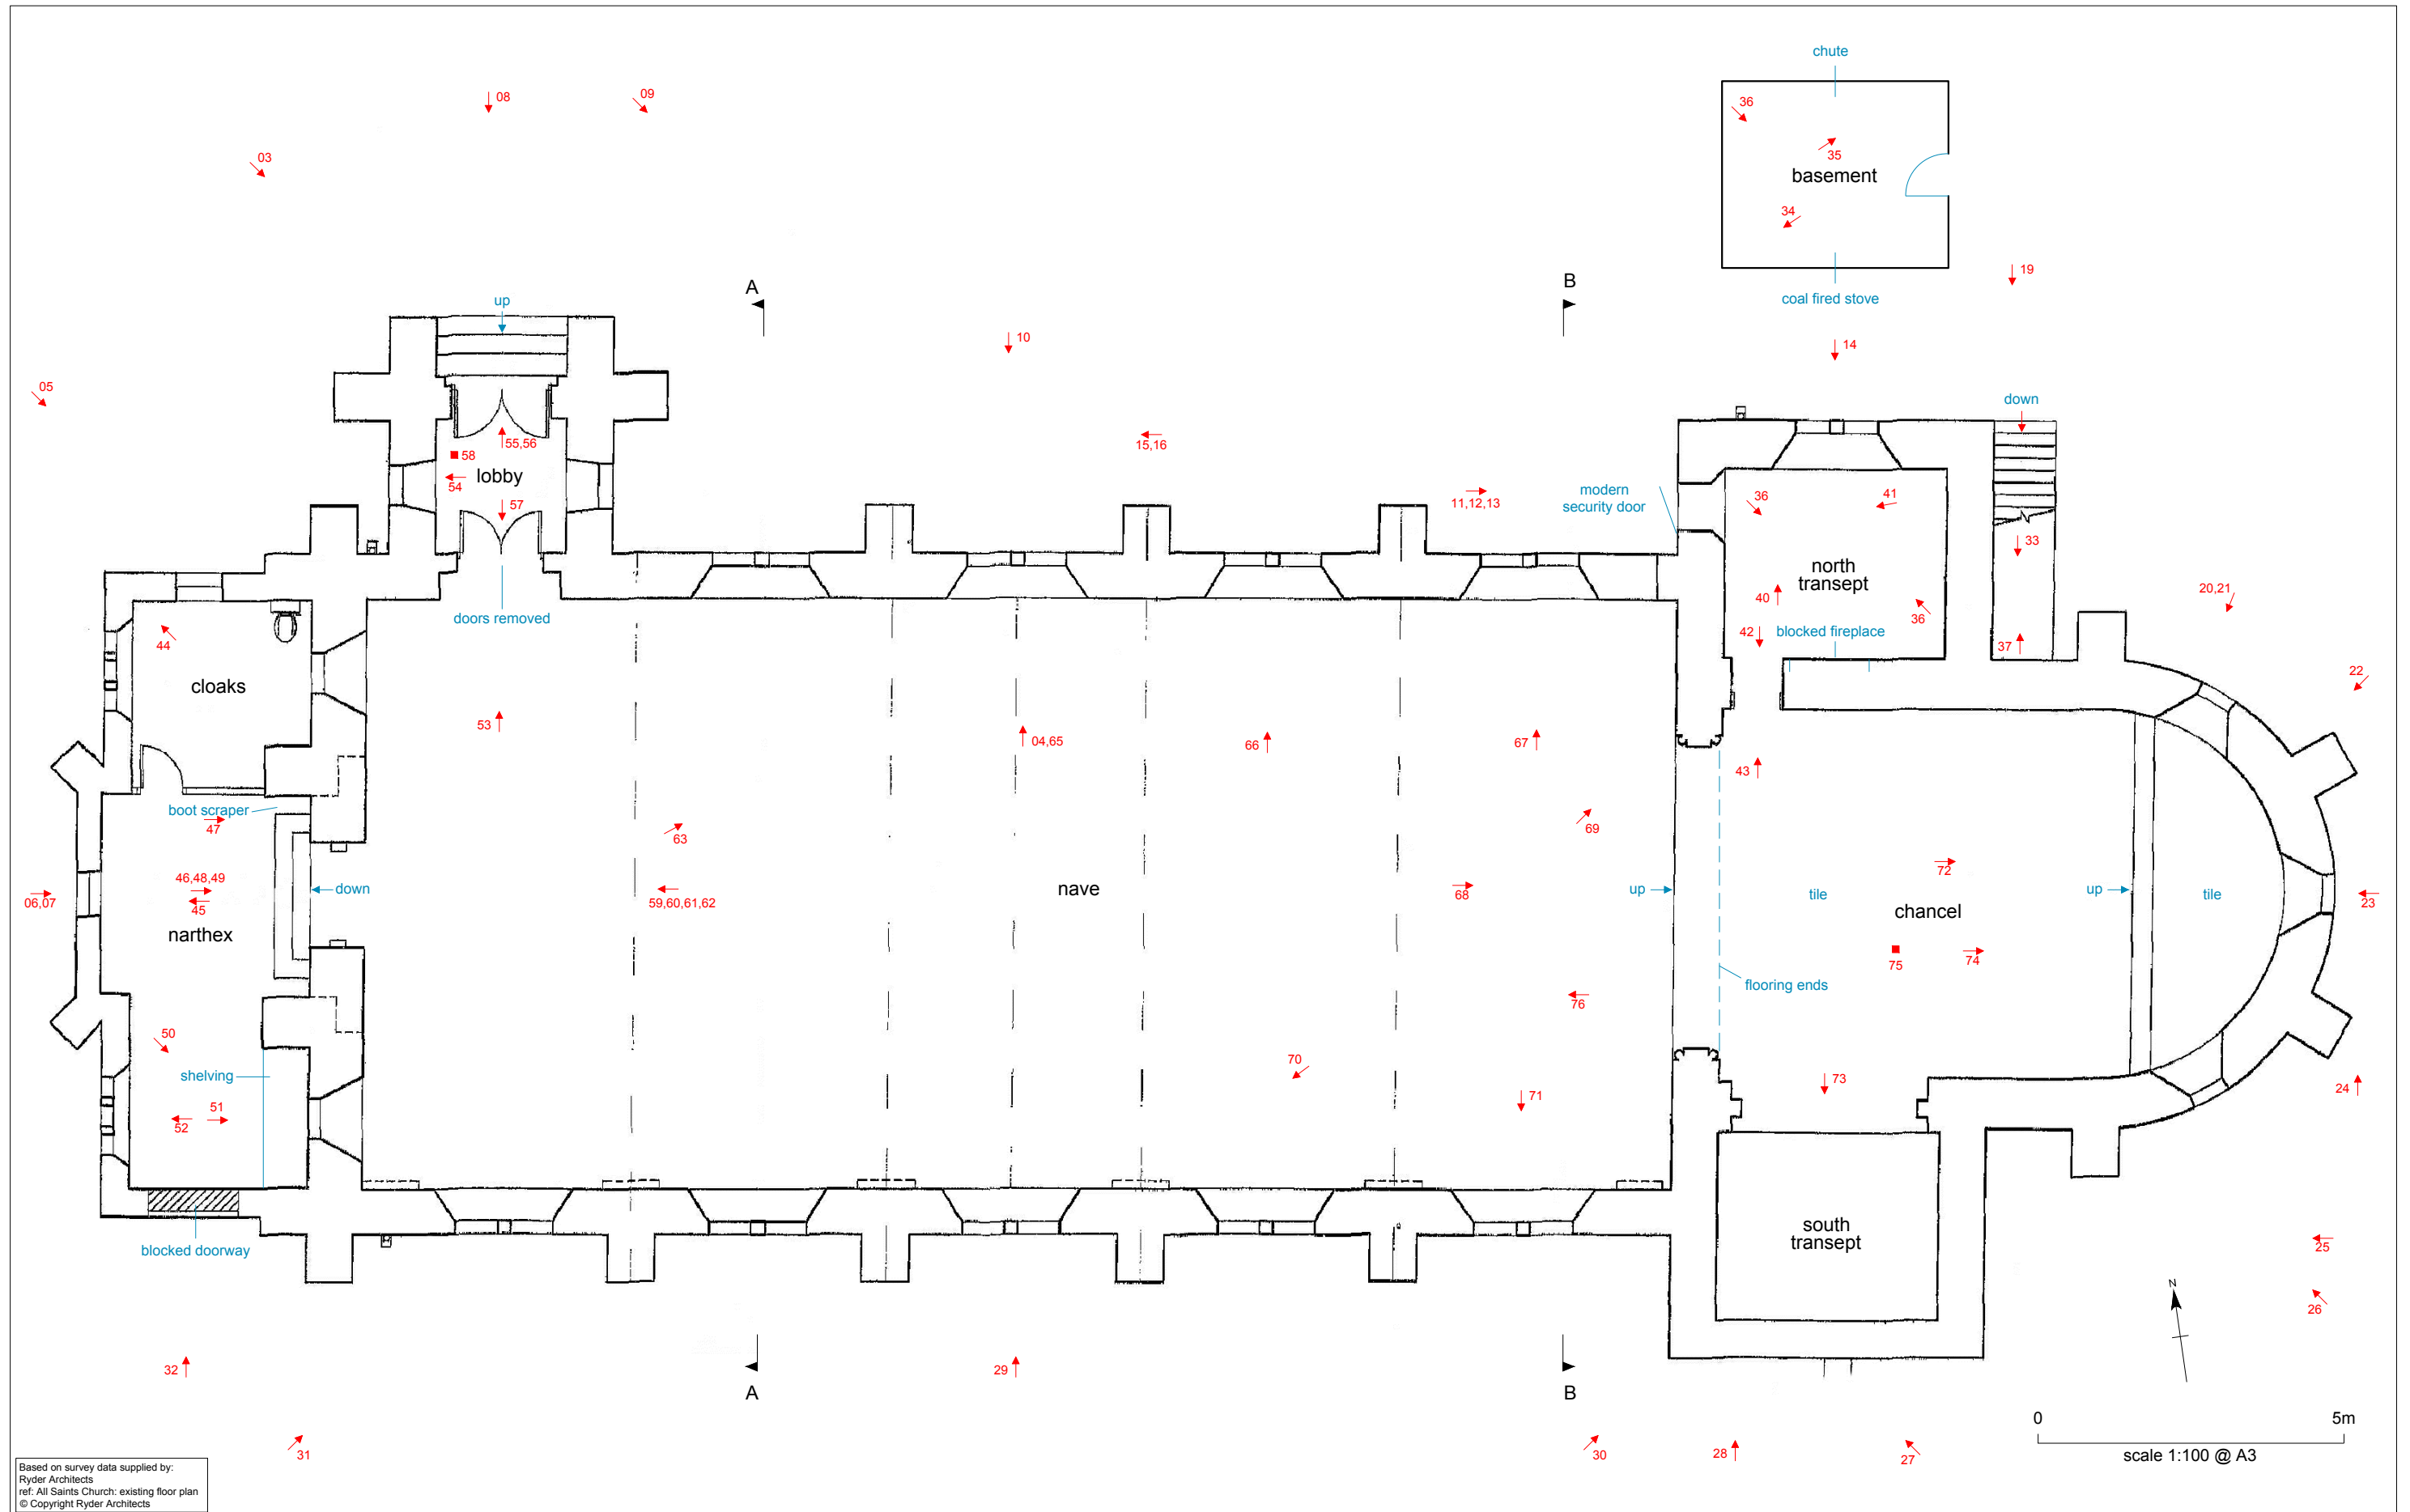 chute
36
08
09
03
35
basement
34
19
coal fired stove
A
B
up
10
14
05
down
55,56
15,16
58
lobby
54
57
modern
security door
11,12,13
36
41
33
north
transept
20,21
doors removed
40
42
blocked fireplace
36
37
44
cloaks
22
53
04,65
66
67
43
boot scraper
47
63
69
46,48,49
45
down
06,07
59,60,61,62
nave
68
up
tile
72
up
tile
chancel
23
narthex
75
74
flooring ends
76
50
shelving
70
51
52
71
73
24
blocked doorway
south
transept
25
26
N
32
29
A
B
31
30
28
27
0
5m
scale 1:100 @ A3
Based on survey data supplied by:
Ryder Architects
ref: All Saints Church: existing floor plan
© Copyright Ryder Architects